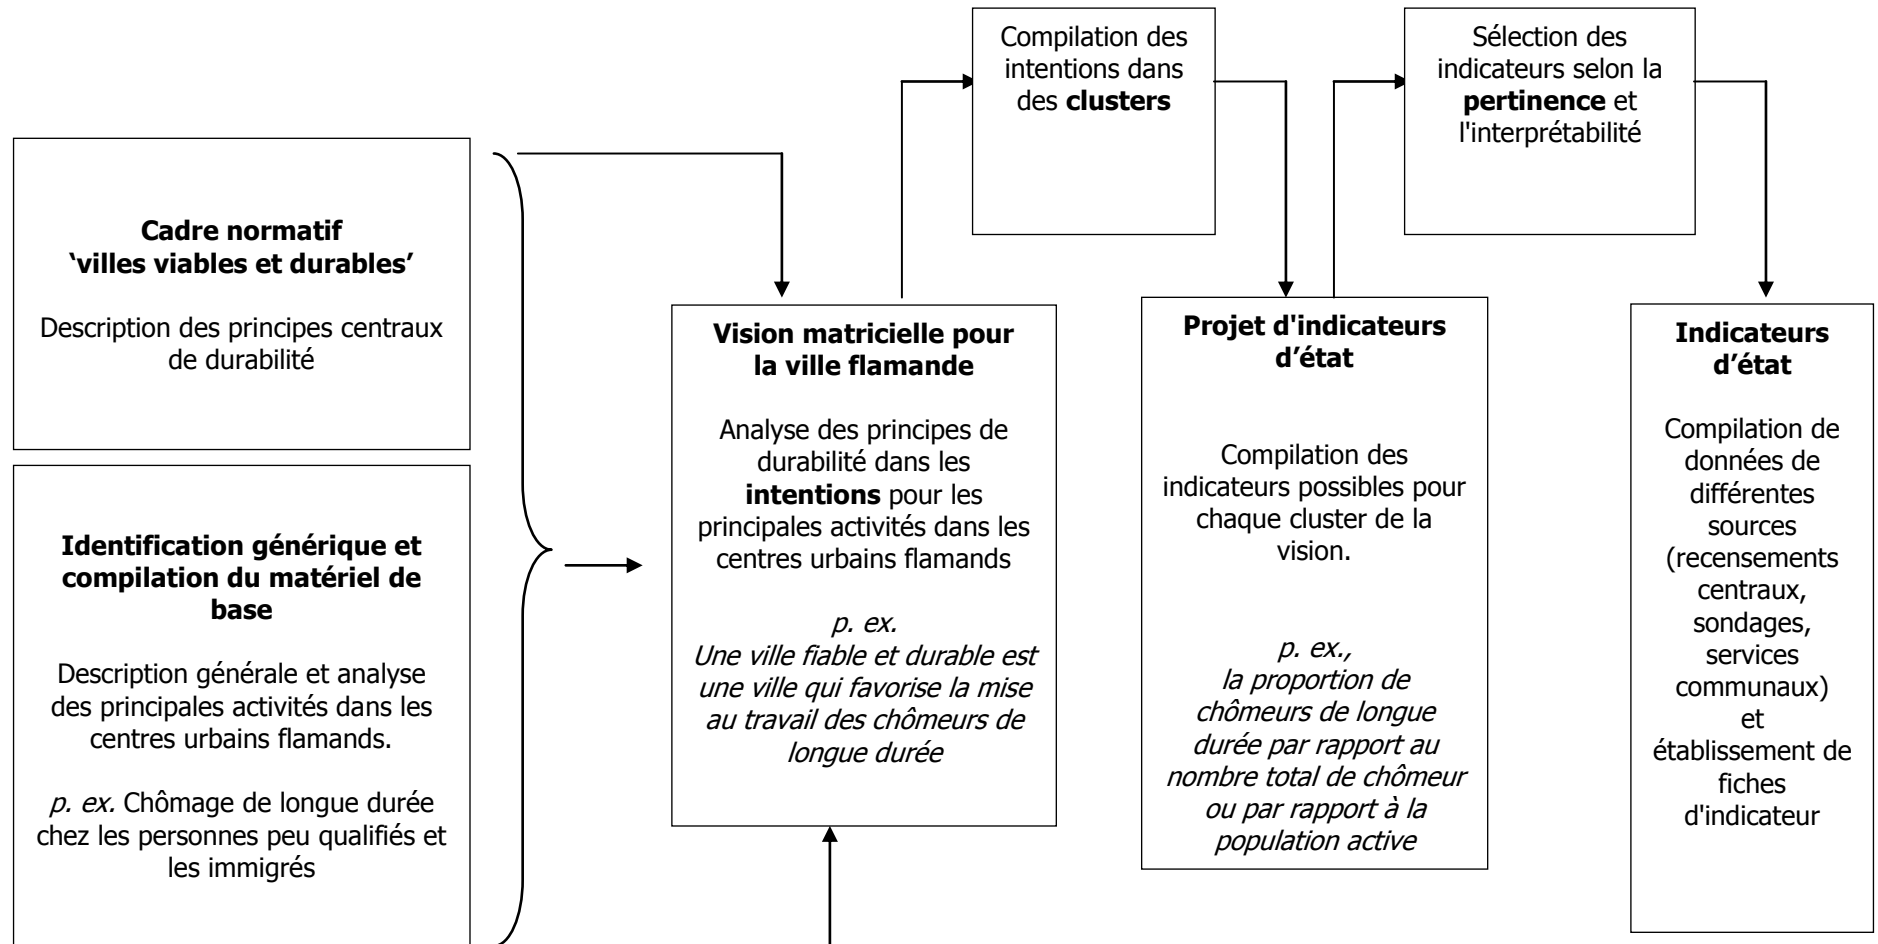 Compilation des
intentions dans
des clusters
Sélection des
indicateurs selon la
pertinence et
l'interprétabilité
Cadre normatif
‘villes viables et durables’
Description des principes centraux
de durabilité
Identification générique et
compilation du matériel de
base
Description générale et analyse
des principales activités dans les
centres urbains flamands.
p. ex. Chômage de longue durée
chez les personnes peu qualifiés et
les immigrés
Vision matricielle pour
la ville flamande
Analyse des principes de
durabilité dans les
intentions pour les
principales activités dans les
centres urbains flamands
p. ex.
Une ville fiable et durable est
une ville qui favorise la mise
au travail des chômeurs de
longue durée
Projet d'indicateurs
d’état
Compilation des
indicateurs possibles pour
chaque cluster de la
vision.
p. ex.,
la proportion de
chômeurs de longue
durée par rapport au
nombre total de chômeur
ou par rapport à la
population active
Indicateurs
d’état
Compilation de
données de
différentes
sources
(recensements
centraux,
sondages,
services
communaux)
et
établissement de
fiches
d'indicateur